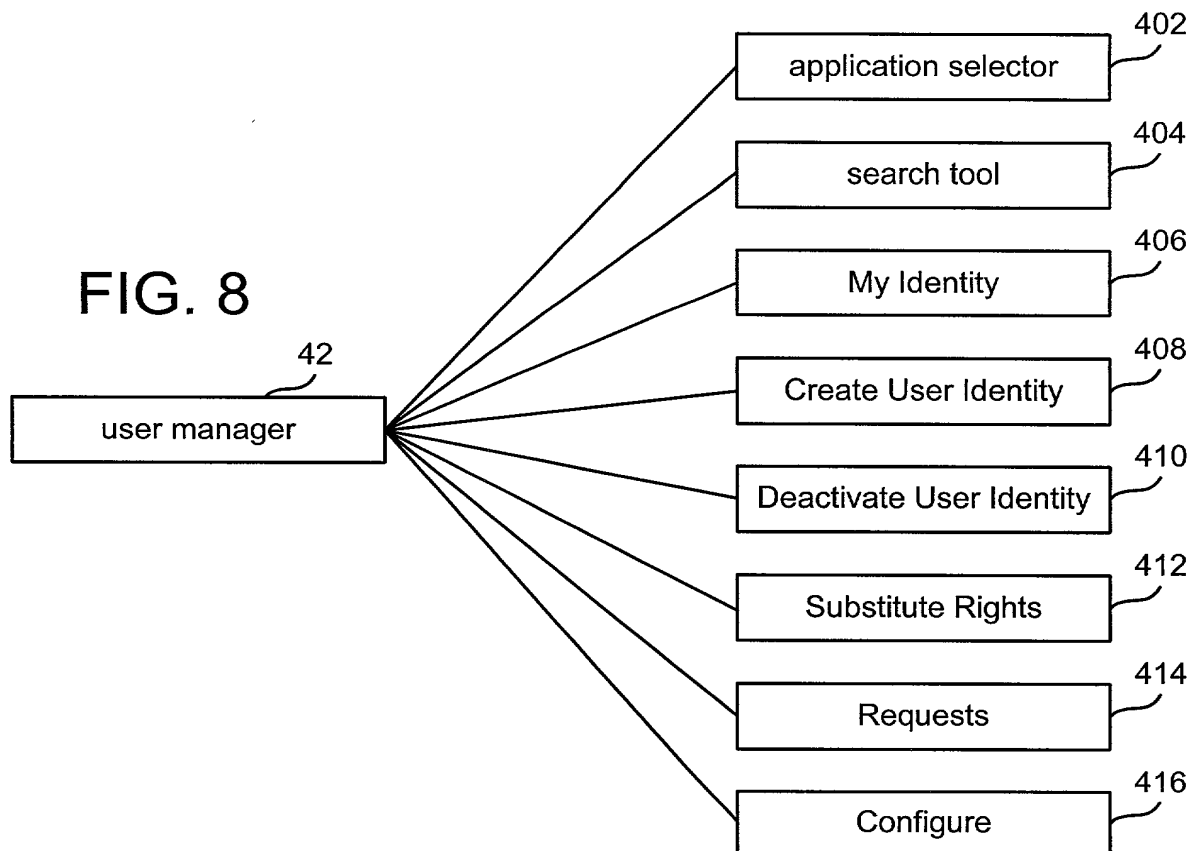 402
application selector
404
search tool
406
My Identity
FIG. 8
408
42
Create User Identity
user manager
410
Deactivate User Identity
412
Substitute Rights
414
Requests
416
Configure